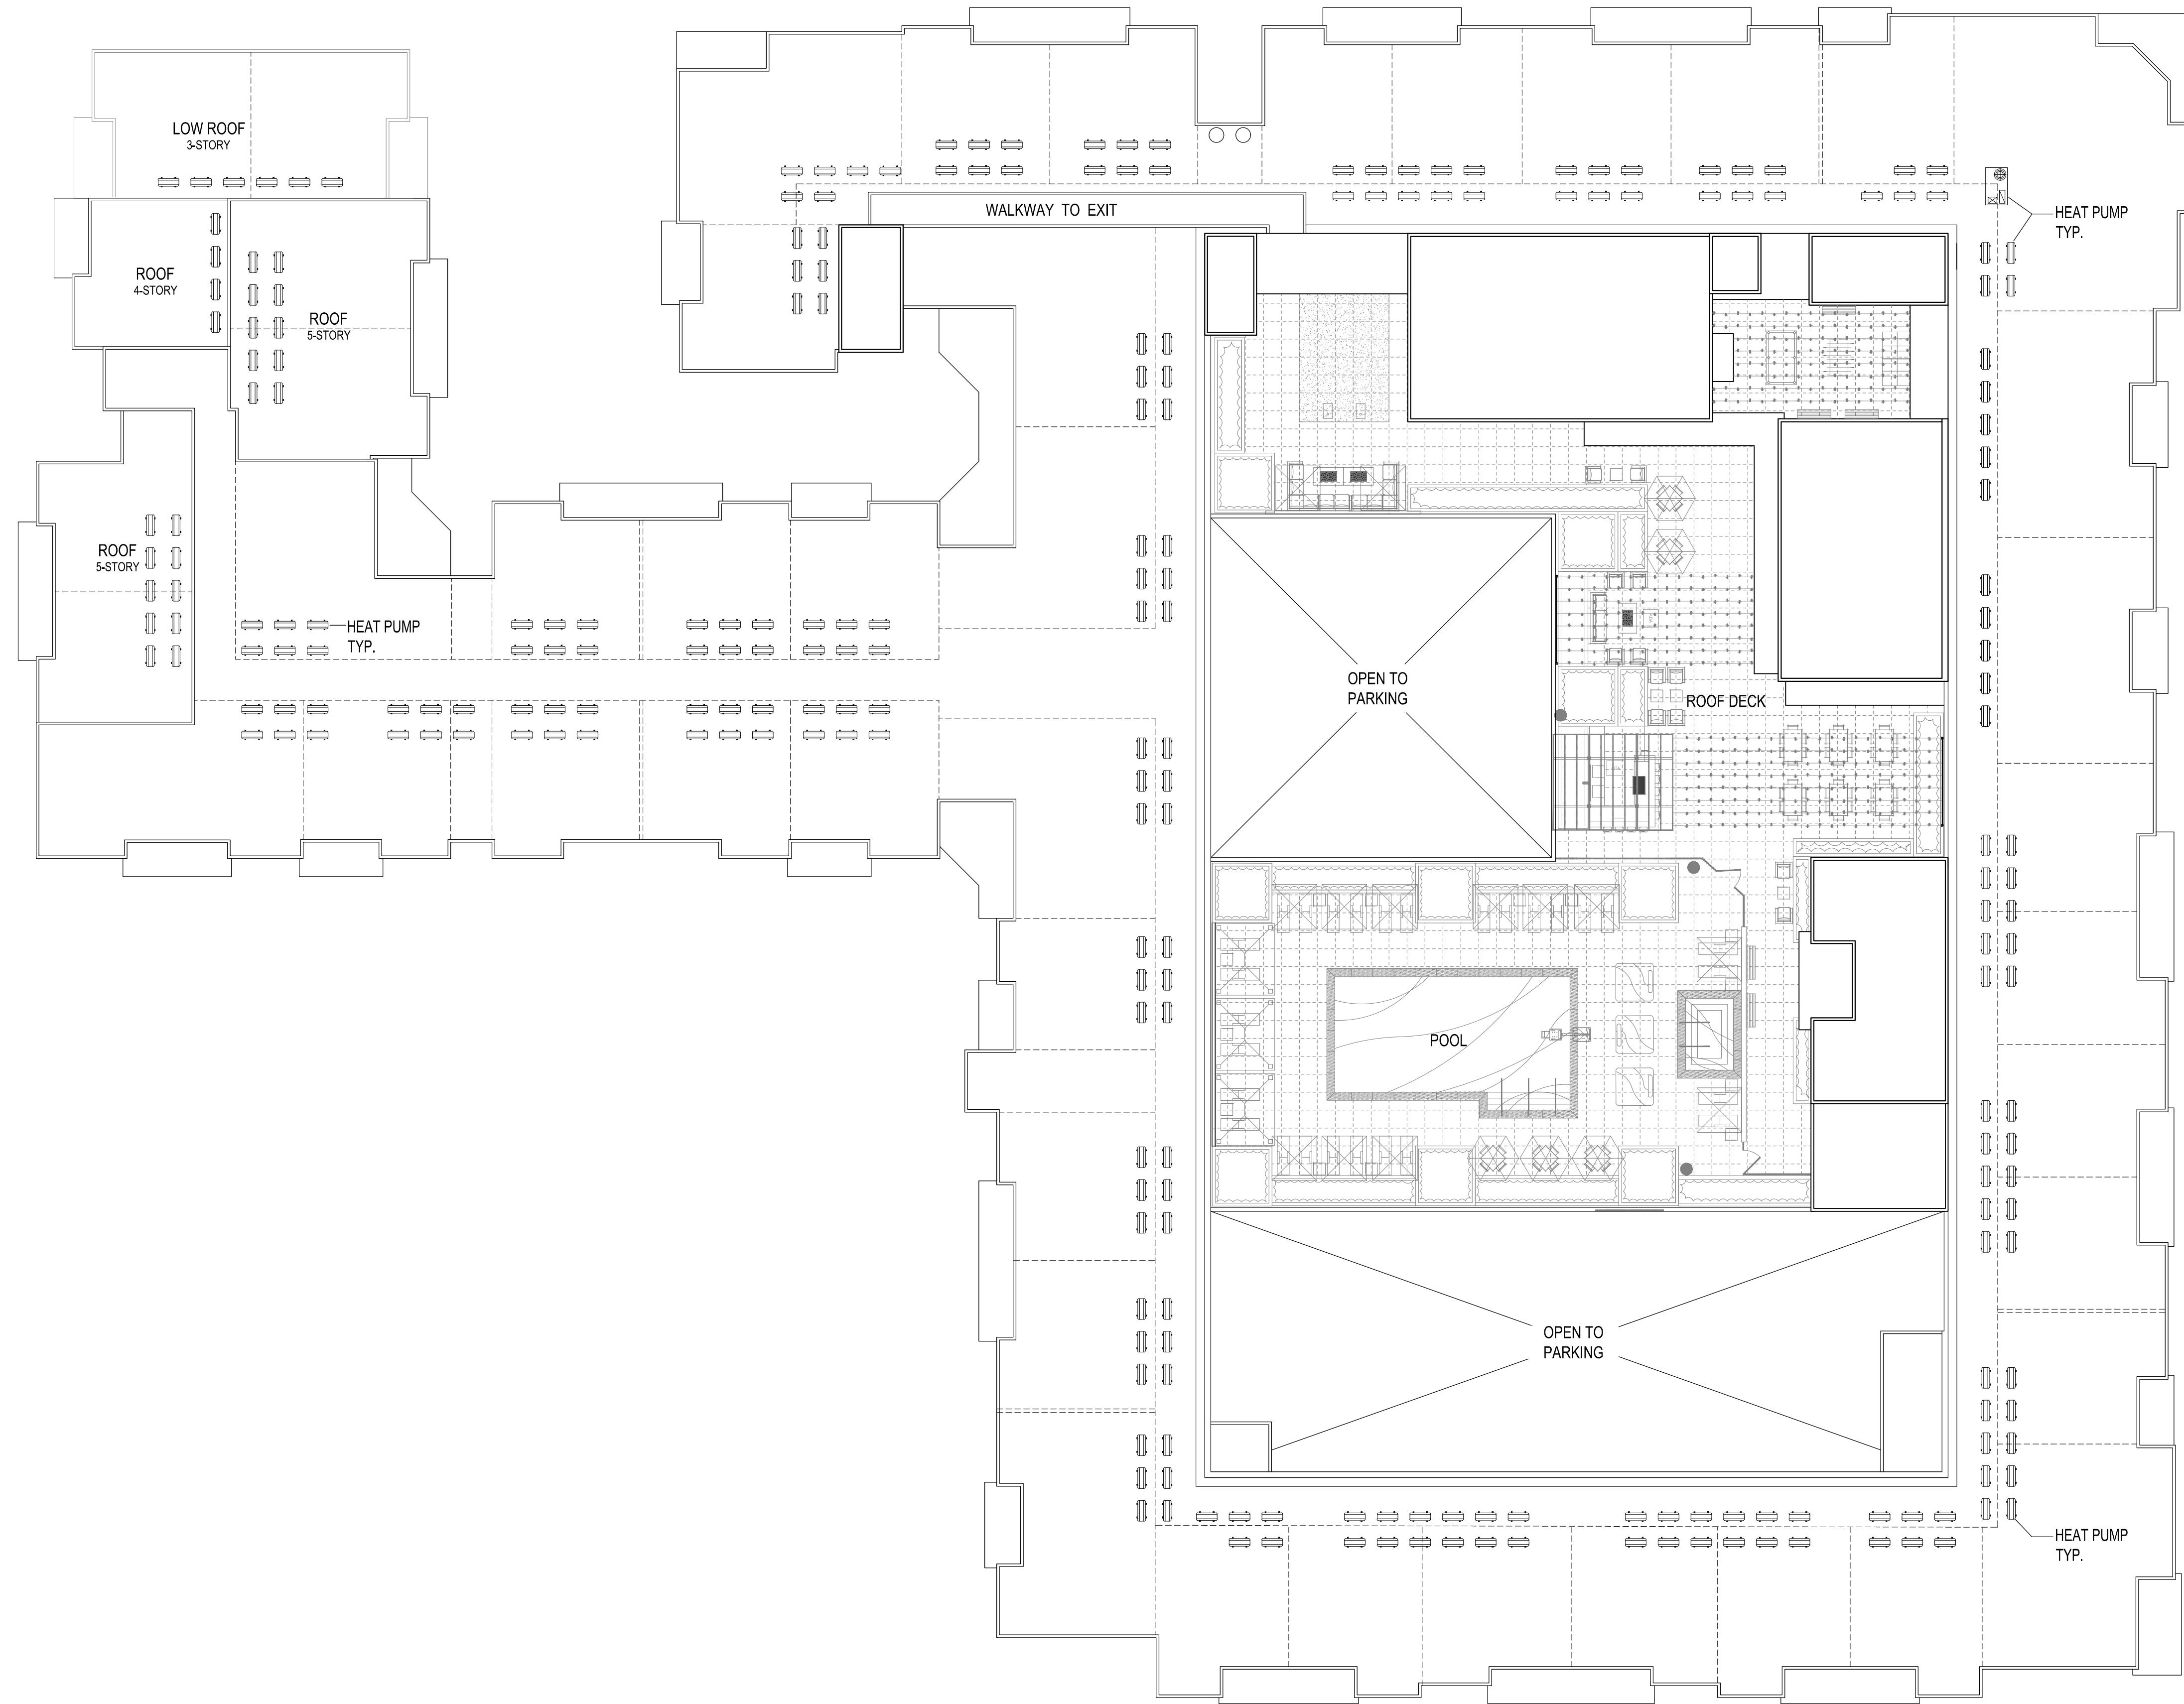 LOW ROOF
3-STORY
WALKWAY TO EXIT
HEAT PUMP
TYP.
ROOF
4-STORY
ROOF
5-STORY
ROOF
5-STORY
HEAT PUMP
TYP.
OPEN TO
PARKING
ROOF DECK
POOL
OPEN TO
PARKING
HEAT PUMP
TYP.